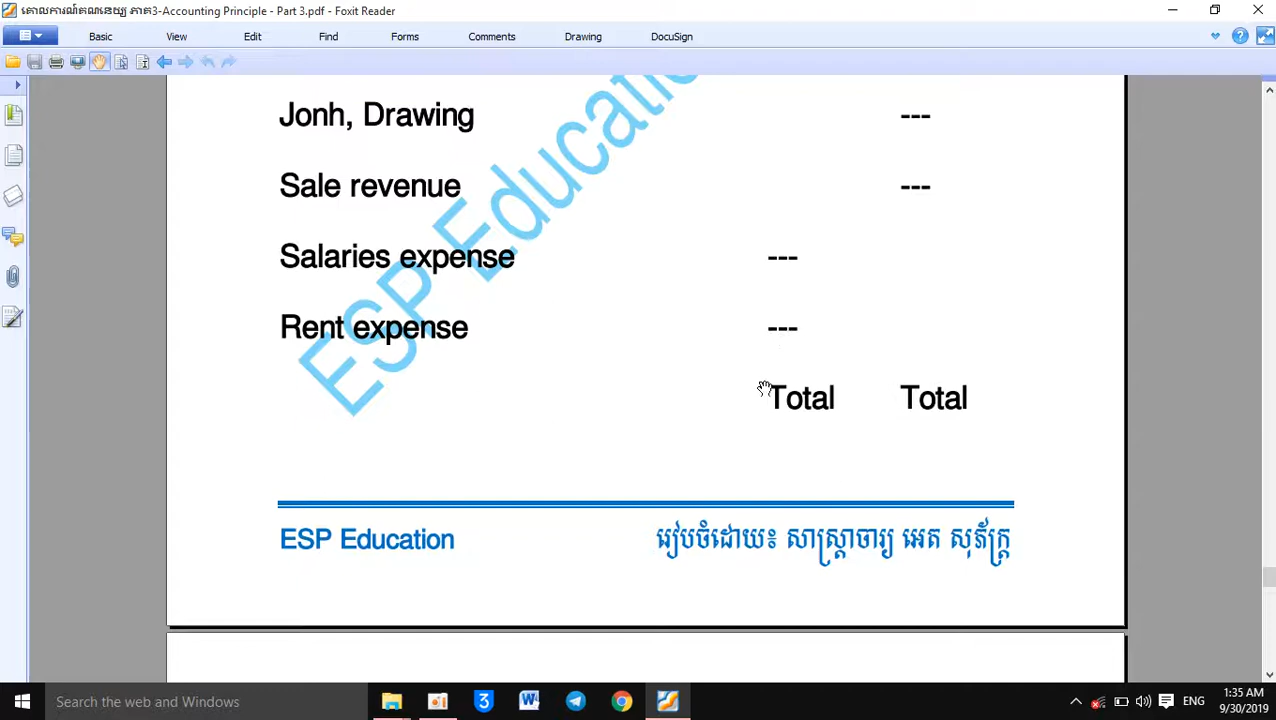 គោលការណ៍គណនេយ្យ ភាគ3-Accounting Principle - Part 3.pdf - Foxit Reader
Basic View Edit Find Forms Comments Drawing DocuSign
Jonh, Drawing ---
Sale revenue ---
Salaries expense ---
Rent expense ---
Total Total
ESP Education
ESP Education រៀបចំដោយ៖ សាស្ត្រាចារ្យ អេត សុភ័ក្ត្រ
Search the web and Windows
ENG
1:35 AM
9/30/2019